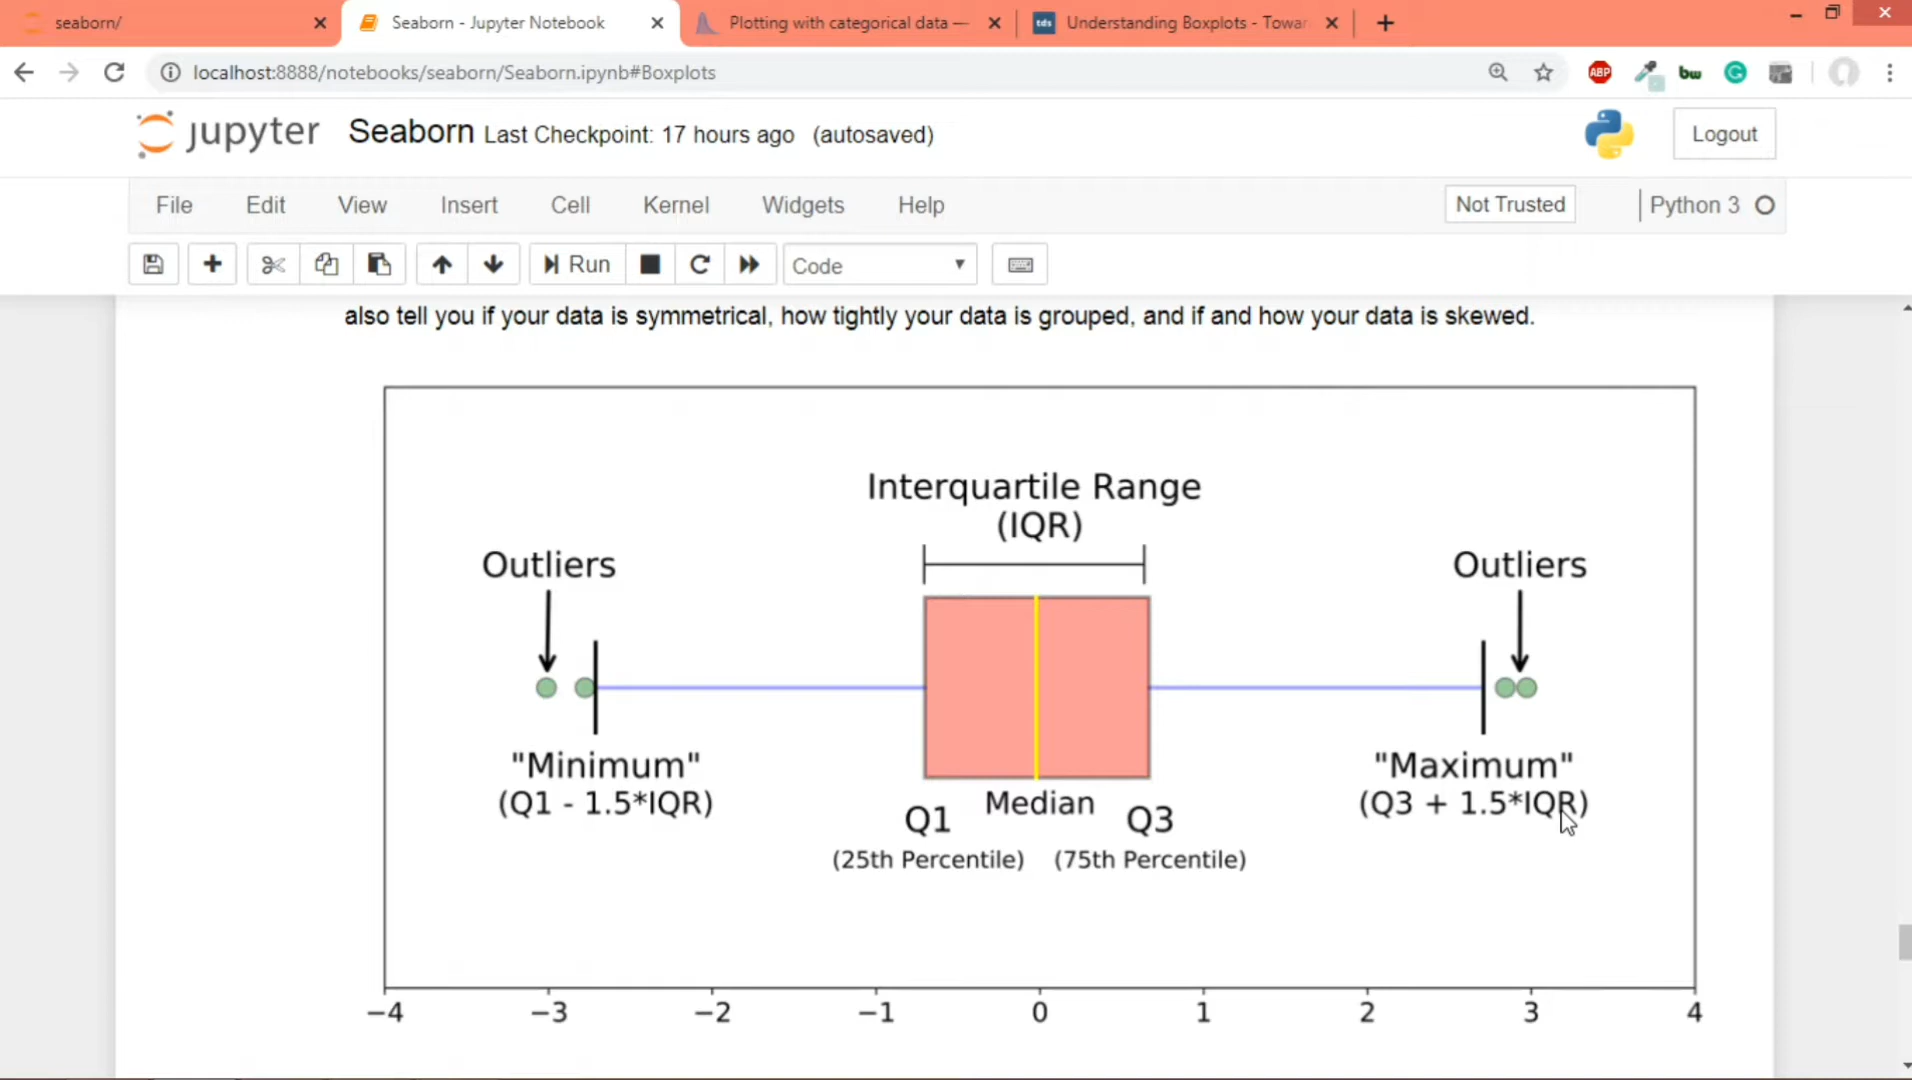 seaborn/
Seaborn - Jupyter Notebook
Plotting with categorical data —
tds
Understanding Boxplots - Towar
localhost:8888/notebooks/seaborn/Seaborn.ipynb#Boxplots
ABP
bw
G
jupyter Seaborn Last Checkpoint: 17 hours ago (autosaved)
Logout
File Edit View Insert Cell Kernel Widgets Help
Not Trusted
Python 3
Run
Code
also tell you if your data is symmetrical, how tightly your data is grouped, and if and how your data is skewed.
Interquartile Range
(IQR)
Outliers
Outliers
"Minimum"
(Q1 - 1.5*IQR)
Q1
(25th Percentile)
Median
Q3
(75th Percentile)
"Maximum"
(Q3 + 1.5*IQR)
−4 −3 −2 −1 0 1 2 3 4